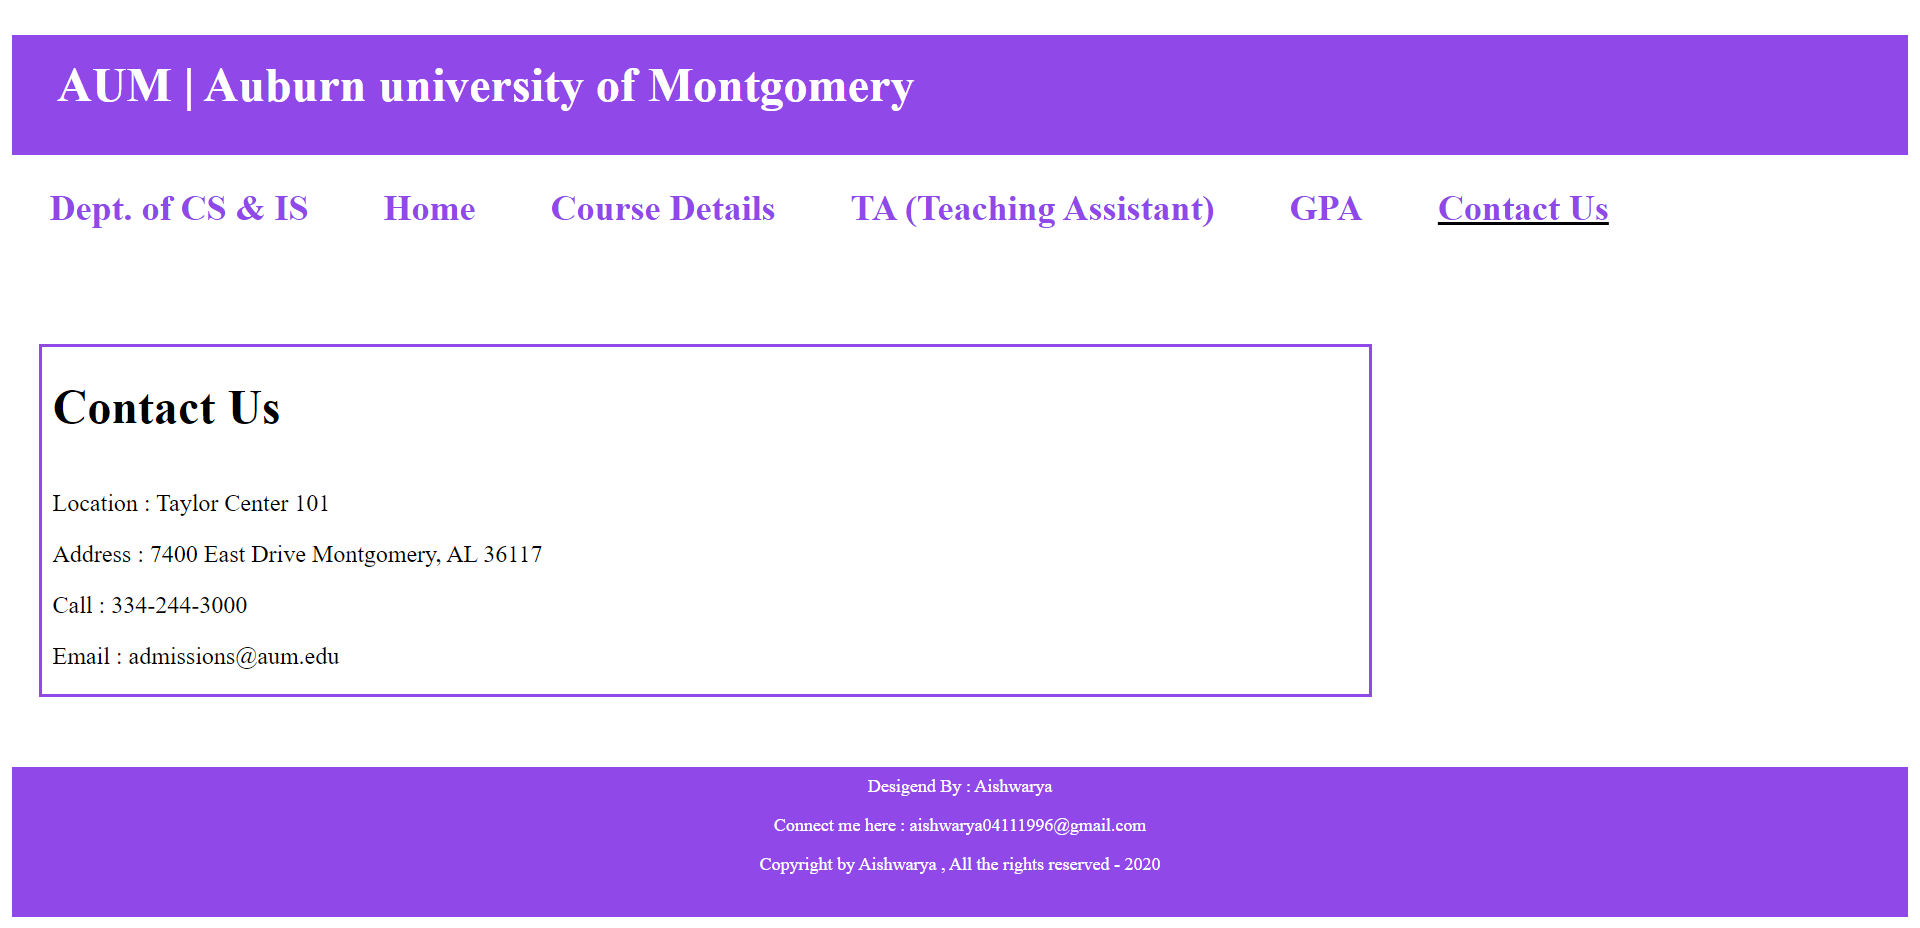 AUM | Auburn university of Montgomery
Dept. of CS & IS Home Course Details TA (Teaching Assistant) GPA Contact Us
Contact Us
Location : Taylor Center 101
Address : 7400 East Drive Montgomery, AL 36117
Call : 334-244-3000
Email : admissions@aum.edu
Desigend By : Aishwarya
Connect me here : aishwarya04111996@gmail.com
Copyright by Aishwarya , All the rights reserved - 2020